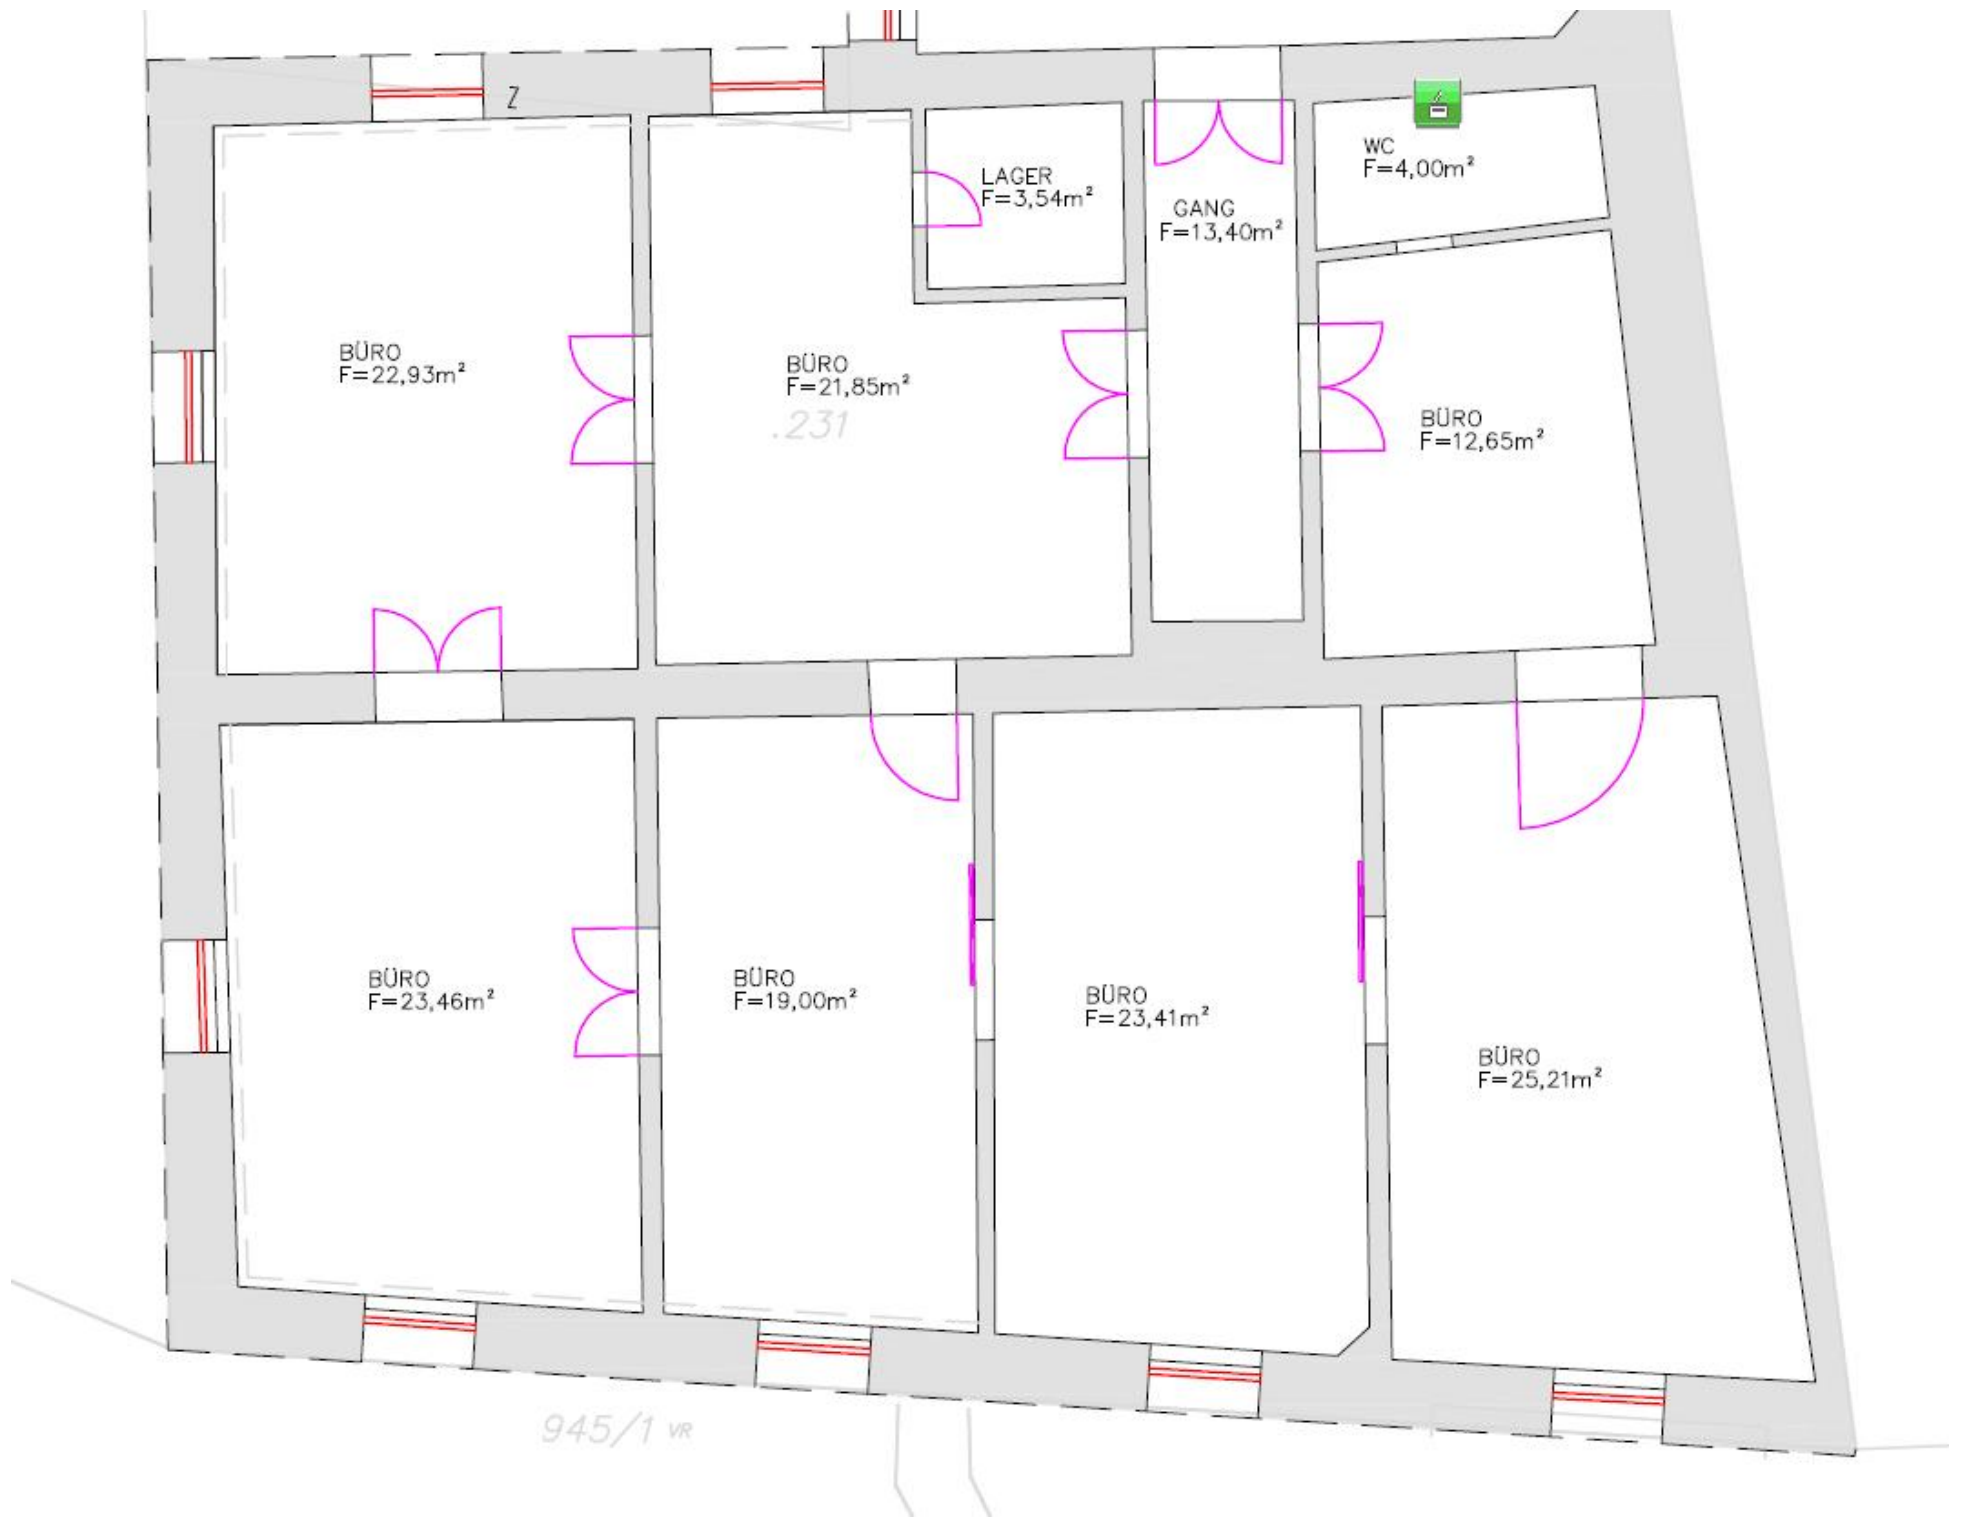 Z
WC
F=4,00m²
LAGER
F=3,54m²
GANG
F=13,40m²
BÜRO
F=22,93m²
BÜRO
F=21,85m²
.231
BÜRO
F=12,65m²
BÜRO
F=23,46m²
BÜRO
F=19,00m²
BÜRO
F=23,41m²
BÜRO
F=25,21m²
945/1 VR